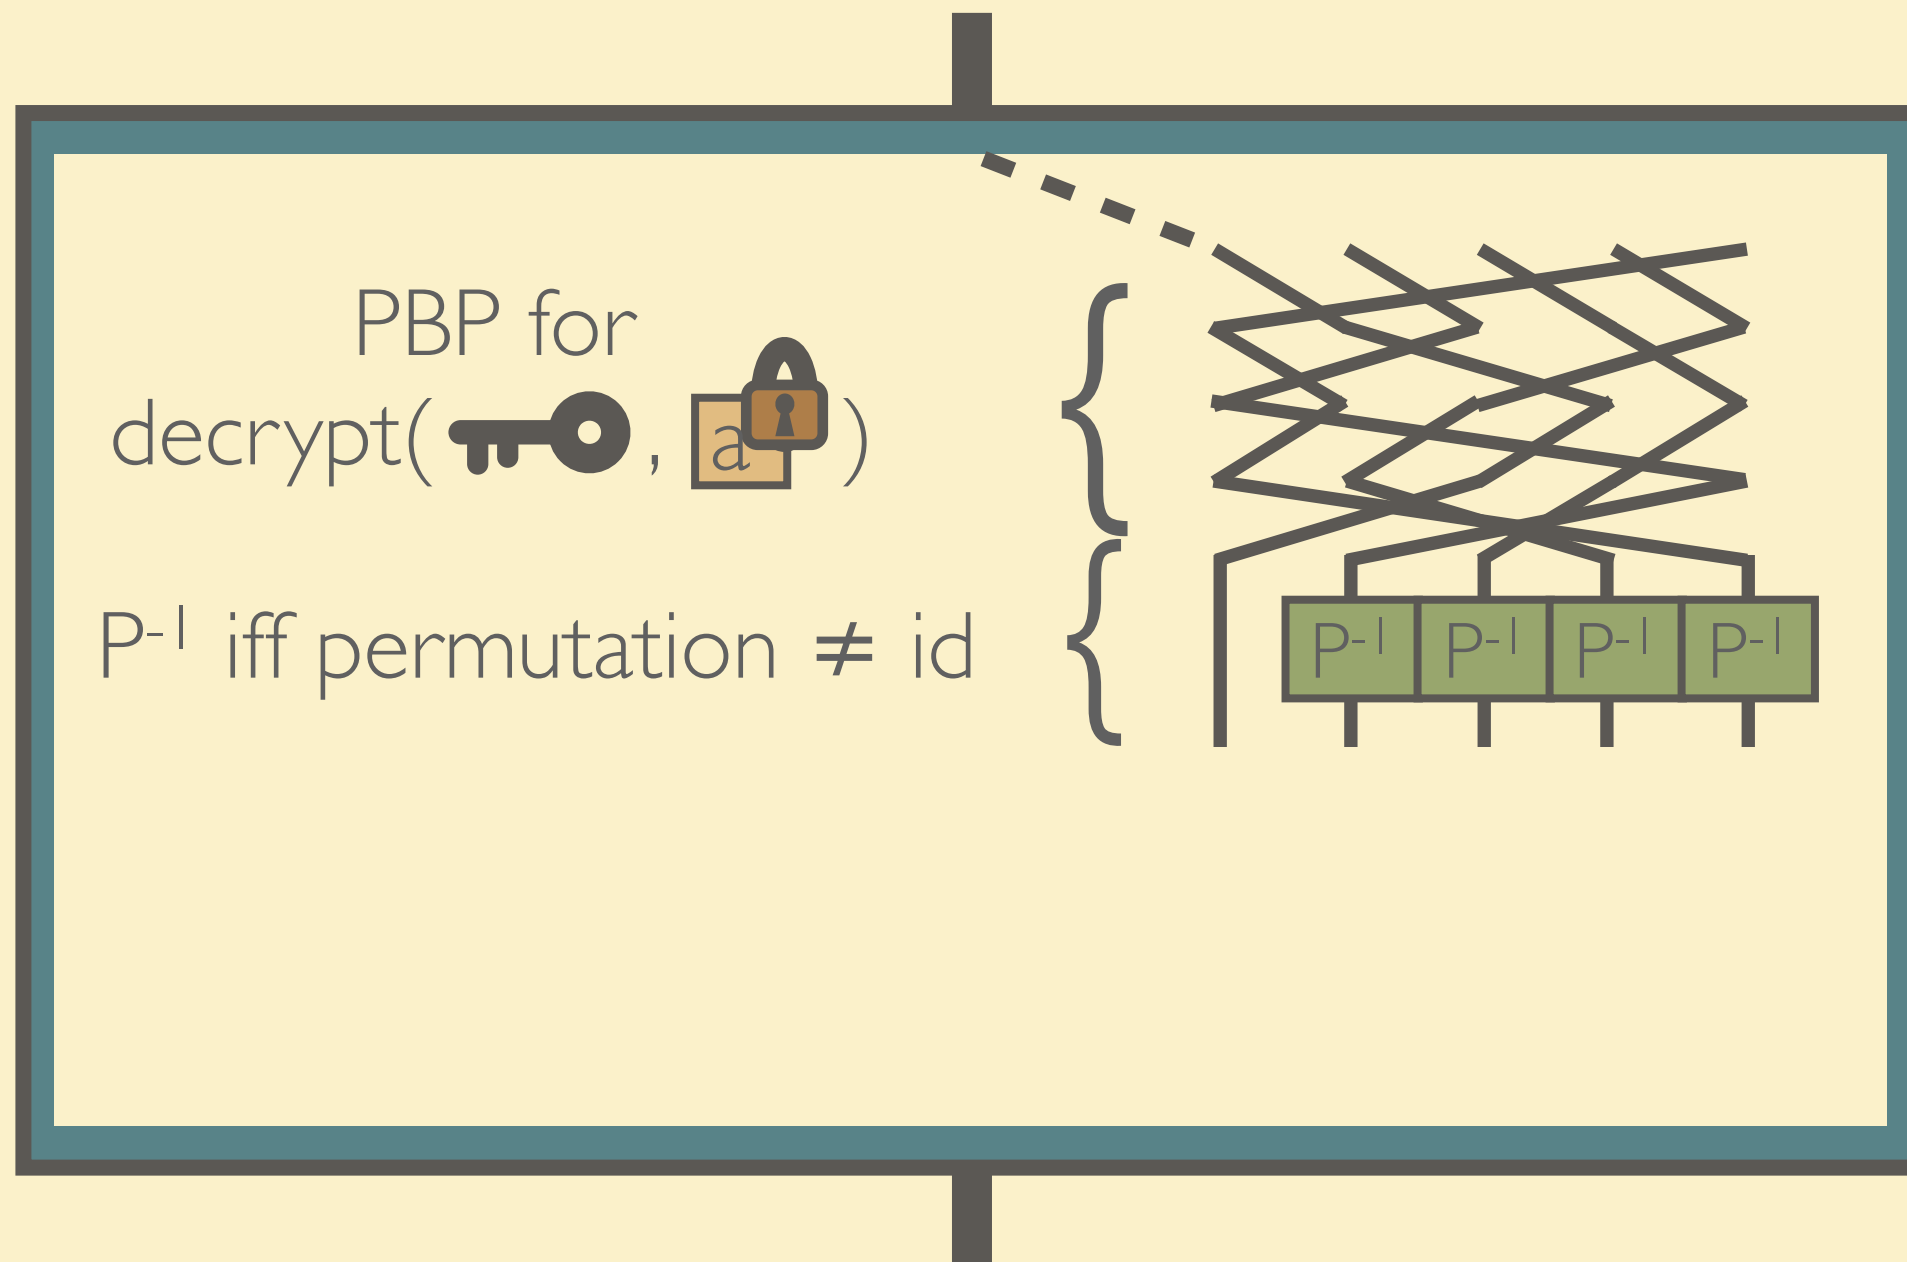 PBP for
decrypt( , a )
P-1 iff permutation ≠ id
P-1 P-1 P-1 P-1